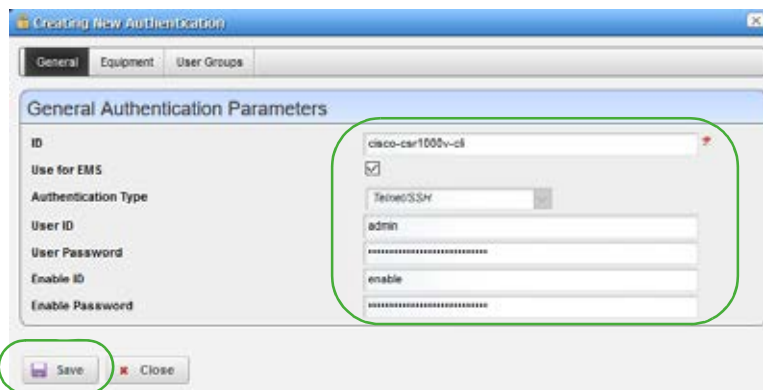 Creating New Authentication
General Equipment User Groups
General Authentication Parameters
ID cisco-csr1000v-cli
Use for EMS
Authentication Type Telnet/SSH
User ID admin
User Password
Enable ID enable
Enable Password
Save Close